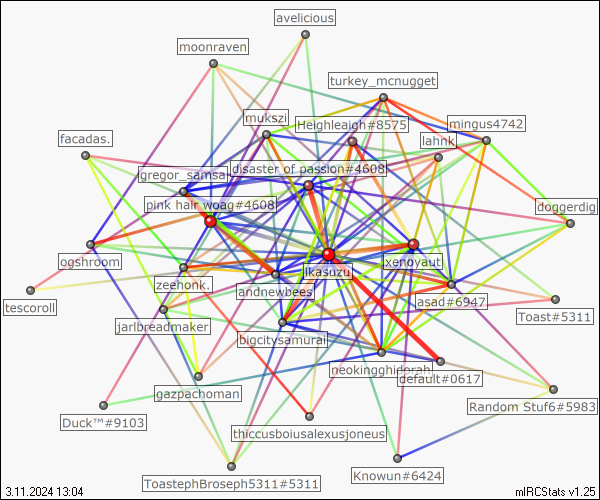 avelicious
moonraven
turkey_mcnugget
mukszi
Heighleaigh#8575
mingus4742
facadas.
lahnk
gregor_samsa
disaster of passion#4608
pink hair woag#4608
doggerdig
ogshroom
ikasuzu
xenoyaut
zeehonk.
andnewbees
tescoroll
asad#6947
Toast#5311
jarlbreadmaker
bigcitysamurai
neokingghidorah
default#0617
gazpachoman
Random Stuf6#5983
Duck™#9103
thiccusboiusalexusjoneus
Knowun#6424
ToastephBroseph5311#5311
3.11.2024 13:04
mIRCStats v1.25